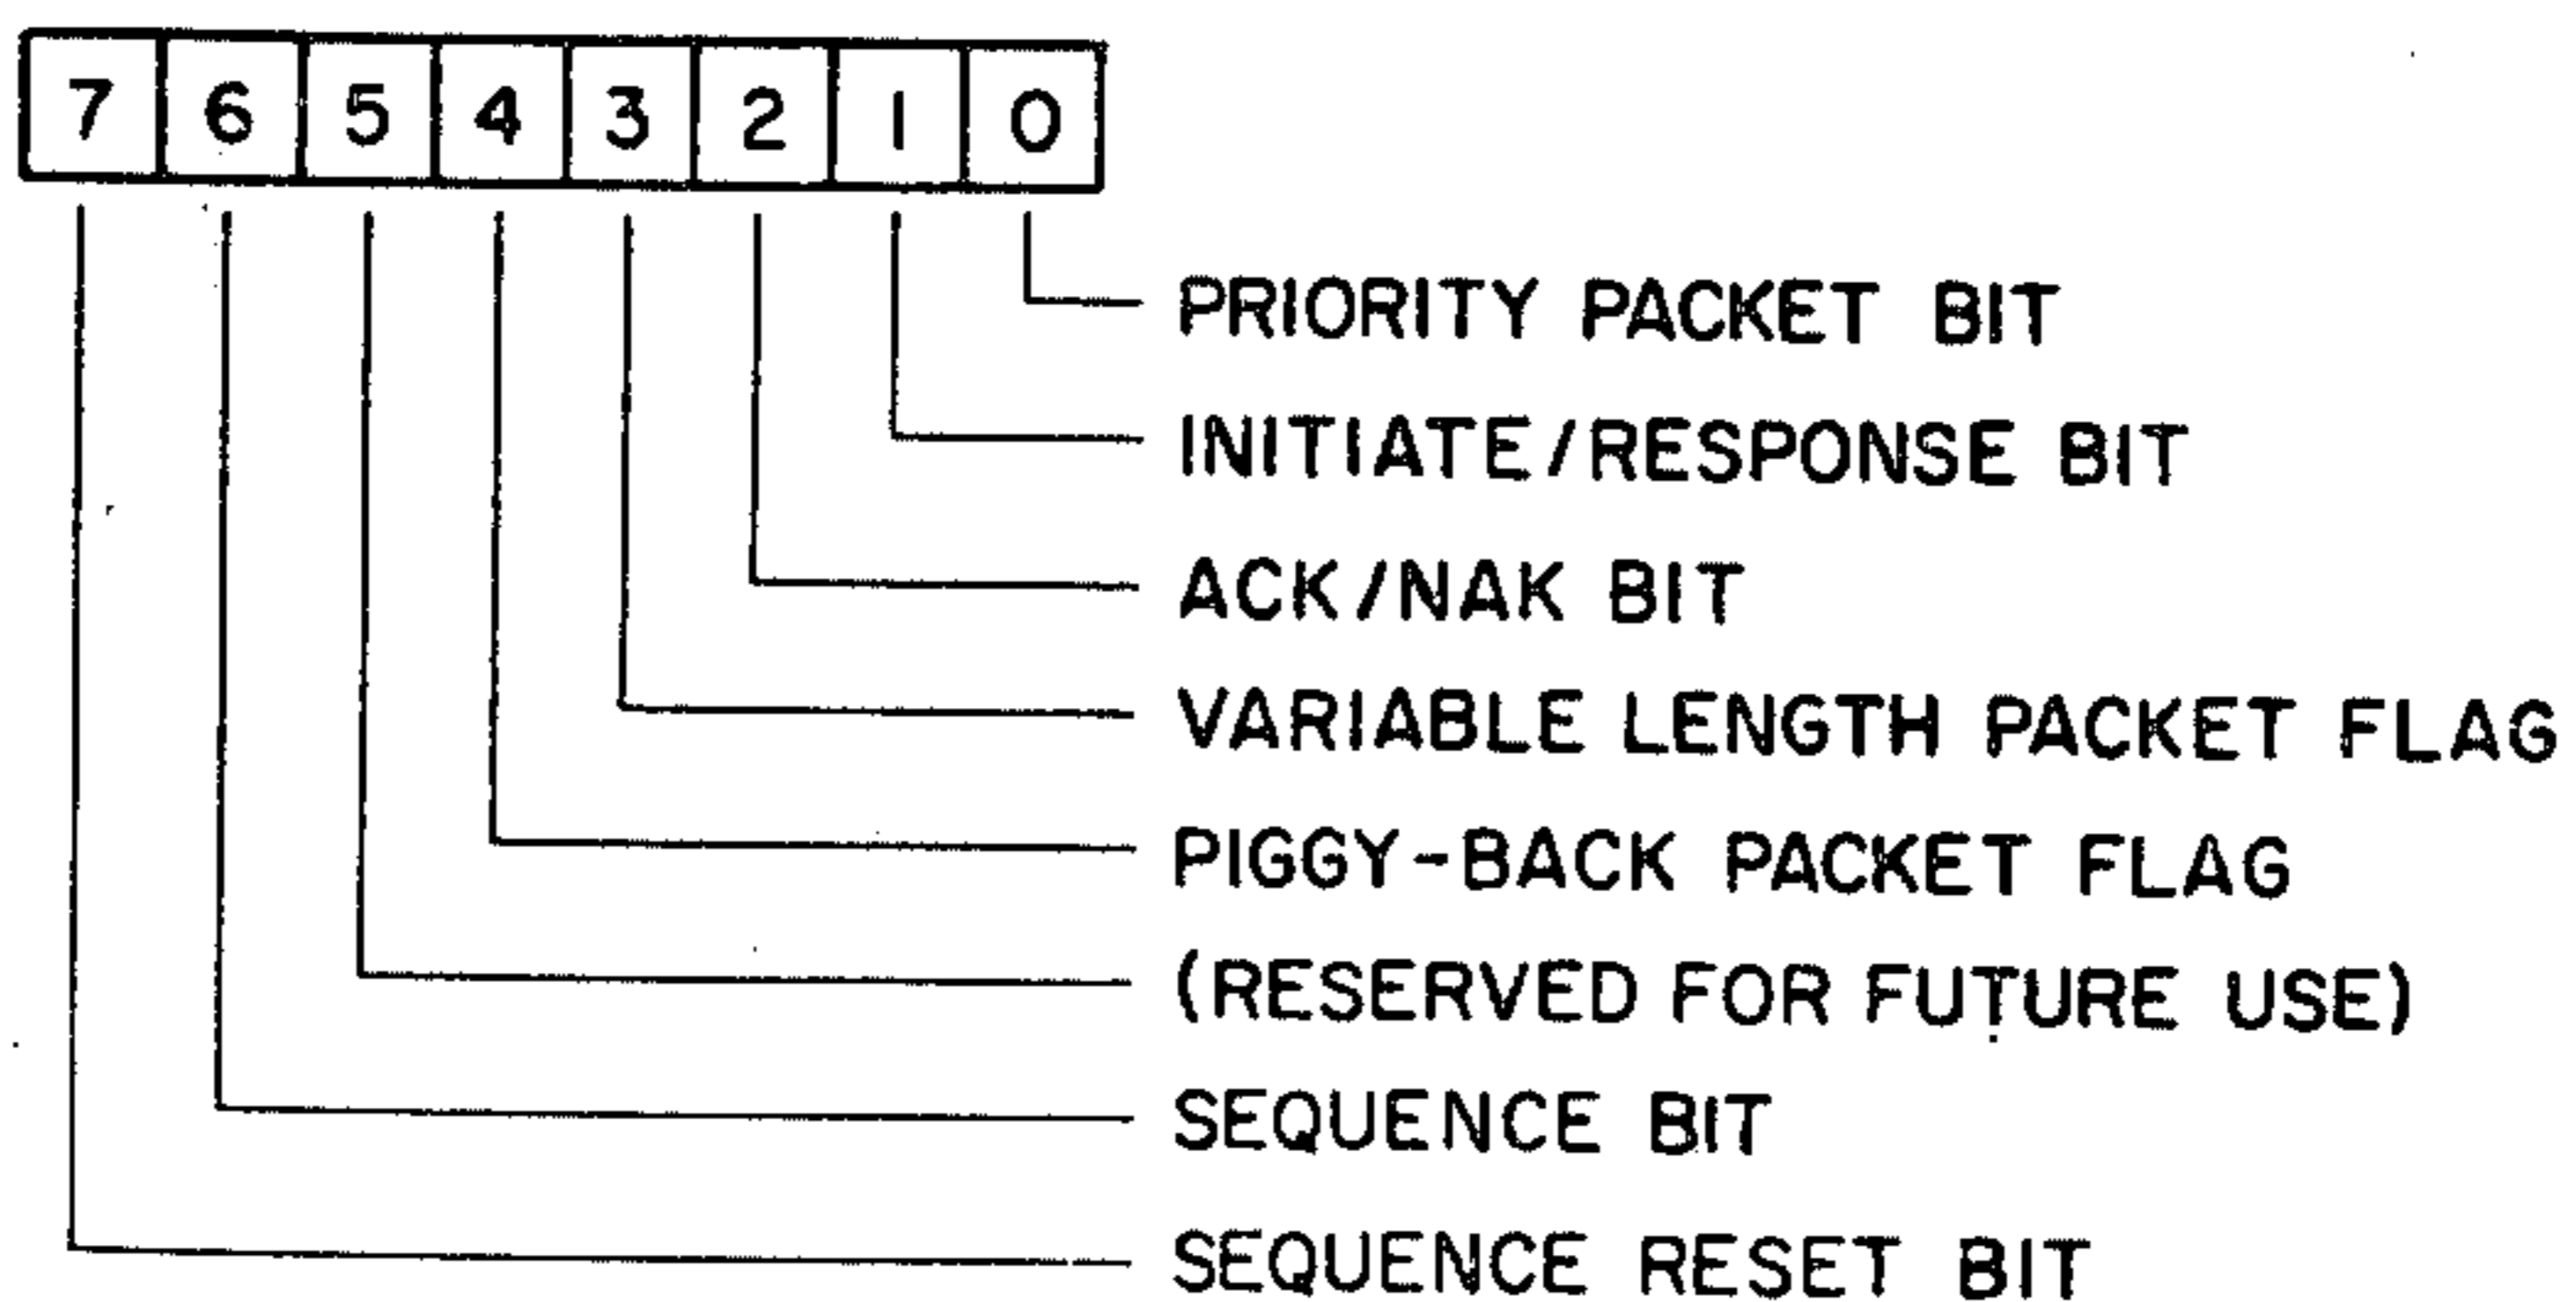 7 6 5 4 3 2 1 0
PRIORITY PACKET BIT
INITIATE/RESPONSE BIT
ACK/NAK BIT
VARIABLE LENGTH PACKET FLAG
PIGGY-BACK PACKET FLAG
(RESERVED FOR FUTURE USE)
SEQUENCE BIT
SEQUENCE RESET BIT